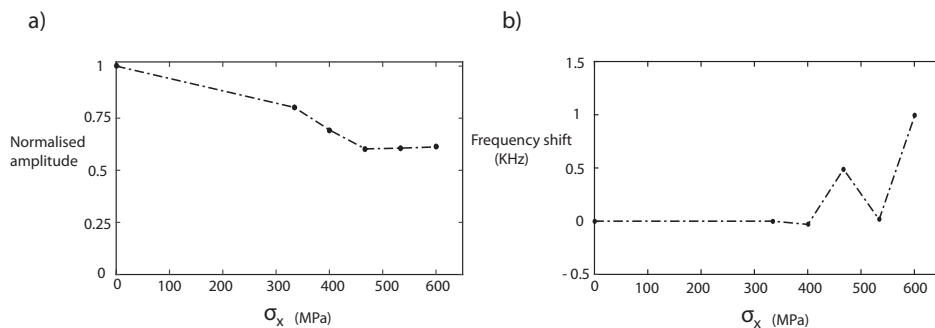 a)
1
0.75
Normalised
amplitude
0.5
0.25
0
0 100 200 300 400 500 600
σx (MPa)
b)
1.5
1
Frequency shift
(KHz)
0.5
0
- 0.5
0 100 200 300 400 500 600
σx (MPa)